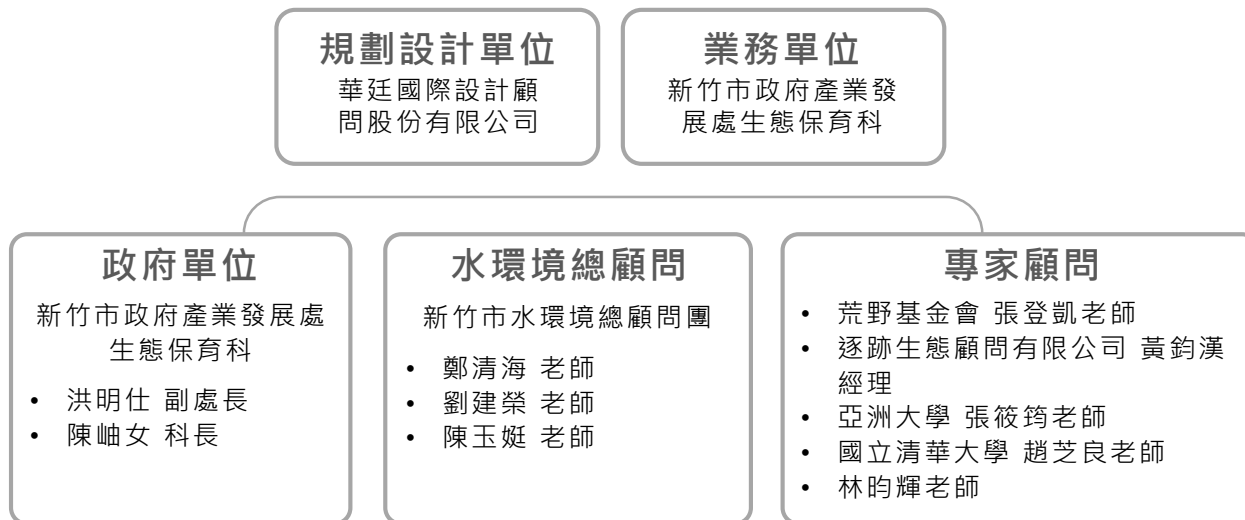 規劃設計單位
華廷國際設計顧
問股份有限公司
業務單位
新竹市政府產業發
展處生態保育科
政府單位
新竹市政府產業發展處
生態保育科
• 洪明仕 副處長
• 陳岫女 科長
水環境總顧問
新竹市水環境總顧問團
• 鄭清海 老師
• 劉建榮 老師
• 陳玉娗 老師
專家顧問
• 荒野基金會 張登凱老師
• 逐跡生態顧問有限公司 黃鈞漢
經理
• 亞洲大學 張筱筠老師
• 國立清華大學 趙芝良老師
• 林昀輝老師